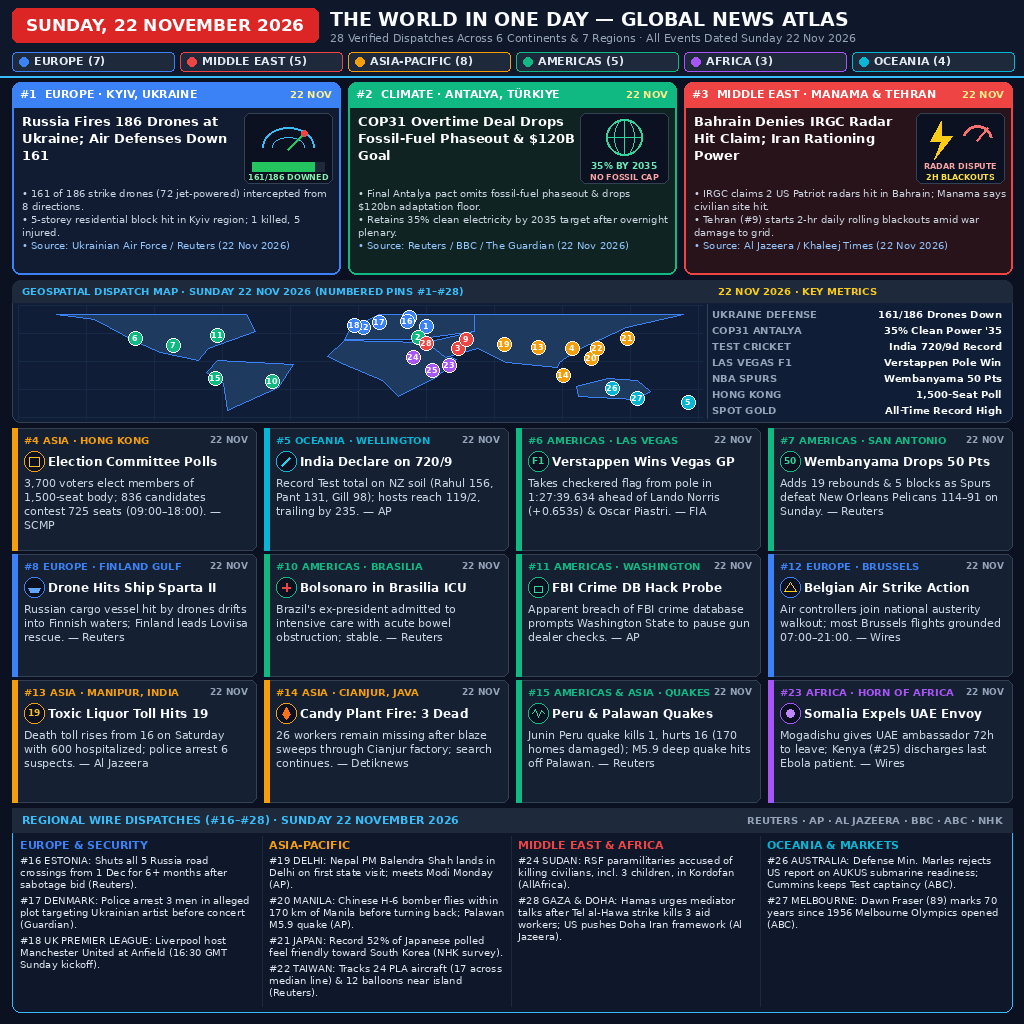 SUNDAY, 22 NOVEMBER 2026
THE WORLD IN ONE DAY — GLOBAL NEWS ATLAS
28 Verified Dispatches Across 6 Continents & 7 Regions · All Events Dated Sunday 22 Nov 2026
EUROPE (7)
MIDDLE EAST (5)
ASIA-PACIFIC (8)
AMERICAS (5)
AFRICA (3)
OCEANIA (4)
#1 EUROPE · KYIV, UKRAINE
22 NOV
Russia Fires 186 Drones at
Ukraine; Air Defenses Down
161
161/186 DOWNED
• 161 of 186 strike drones (72 jet-powered) intercepted from
8 directions.
• 5-storey residential block hit in Kyiv region; 1 killed, 5
injured.
• Source: Ukrainian Air Force / Reuters (22 Nov 2026)
#2 CLIMATE · ANTALYA, TÜRKIYE
22 NOV
COP31 Overtime Deal Drops
Fossil-Fuel Phaseout & $120B
Goal
35% BY 2035
NO FOSSIL CAP
• Final Antalya pact omits fossil-fuel phaseout & drops
$120bn adaptation floor.
• Retains 35% clean electricity by 2035 target after overnight
plenary.
• Source: Reuters / BBC / The Guardian (22 Nov 2026)
#3 MIDDLE EAST · MANAMA & TEHRAN
22 NOV
Bahrain Denies IRGC Radar
Hit Claim; Iran Rationing
Power
RADAR DISPUTE
2H BLACKOUTS
• IRGC claims 2 US Patriot radars hit in Bahrain; Manama says
civilian site hit.
• Tehran (#9) starts 2-hr daily rolling blackouts amid war
damage to grid.
• Source: Al Jazeera / Khaleej Times (22 Nov 2026)
GEOSPATIAL DISPATCH MAP · SUNDAY 22 NOV 2026 (NUMBERED PINS #1–#28)
6
7
11
15
10
18
17
16
1
2
28
3
9
24
25
23
19
13
4
22
20
21
14
26
27
5
22 NOV 2026 · KEY METRICS
UKRAINE DEFENSE 161/186 Drones Down
COP31 ANTALYA 35% Clean Power '35
TEST CRICKET India 720/9d Record
LAS VEGAS F1 Verstappen Pole Win
NBA SPURS Wembanyama 50 Pts
HONG KONG 1,500-Seat Poll
SPOT GOLD All-Time Record High
#4 ASIA · HONG KONG
22 NOV
Election Committee Polls
3,700 voters elect members of
1,500-seat body; 836 candidates
contest 725 seats (09:00–18:00). —
SCMP
#5 OCEANIA · WELLINGTON
22 NOV
India Declare on 720/9
Record Test total on NZ soil (Rahul 156,
Pant 131, Gill 98); hosts reach 119/2,
trailing by 235. — AP
#6 AMERICAS · LAS VEGAS
22 NOV
F1
Verstappen Wins Vegas GP
Takes checkered flag from pole in
1:27:39.634 ahead of Lando Norris
(+0.653s) & Oscar Piastri. — FIA
#7 AMERICAS · SAN ANTONIO
22 NOV
50
Wembanyama Drops 50 Pts
Adds 19 rebounds & 5 blocks as Spurs
defeat New Orleans Pelicans 114–91 on
Sunday. — Reuters
#8 EUROPE · FINLAND GULF
22 NOV
Drone Hits Ship Sparta II
Russian cargo vessel hit by drones drifts
into Finnish waters; Finland leads Loviisa
rescue. — Reuters
#10 AMERICAS · BRASILIA
22 NOV
Bolsonaro in Brasilia ICU
Brazil's ex-president admitted to
intensive care with acute bowel
obstruction; stable. — Reuters
#11 AMERICAS · WASHINGTON
22 NOV
FBI Crime DB Hack Probe
Apparent breach of FBI crime database
prompts Washington State to pause gun
dealer checks. — AP
#12 EUROPE · BRUSSELS
22 NOV
Belgian Air Strike Action
Air controllers join national austerity
walkout; most Brussels flights grounded
07:00–21:00. — Wires
#13 ASIA · MANIPUR, INDIA
22 NOV
19
Toxic Liquor Toll Hits 19
Death toll rises from 16 on Saturday
with 600 hospitalized; police arrest 6
suspects. — Al Jazeera
#14 ASIA · CIANJUR, JAVA
22 NOV
Candy Plant Fire: 3 Dead
26 workers remain missing after blaze
sweeps through Cianjur factory; search
continues. — Detiknews
#15 AMERICAS & ASIA · QUAKES
22 NOV
Peru & Palawan Quakes
Junin Peru quake kills 1, hurts 16 (170
homes damaged); M5.9 deep quake hits
off Palawan. — Reuters
#23 AFRICA · HORN OF AFRICA
22 NOV
Somalia Expels UAE Envoy
Mogadishu gives UAE ambassador 72h
to leave; Kenya (#25) discharges last
Ebola patient. — Wires
REGIONAL WIRE DISPATCHES (#16–#28) · SUNDAY 22 NOVEMBER 2026
REUTERS · AP · AL JAZEERA · BBC · ABC · NHK
EUROPE & SECURITY
#16 ESTONIA: Shuts all 5 Russia road
crossings from 1 Dec for 6+ months after
sabotage bid (Reuters).
#17 DENMARK: Police arrest 3 men in alleged
plot targeting Ukrainian artist before concert
(Guardian).
#18 UK PREMIER LEAGUE: Liverpool host
Manchester United at Anfield (16:30 GMT
Sunday kickoff).
ASIA-PACIFIC
#19 DELHI: Nepal PM Balendra Shah lands in
Delhi on first state visit; meets Modi Monday
(AP).
#20 MANILA: Chinese H-6 bomber flies within
170 km of Manila before turning back; Palawan
M5.9 quake (AP).
#21 JAPAN: Record 52% of Japanese polled
feel friendly toward South Korea (NHK survey).
#22 TAIWAN: Tracks 24 PLA aircraft (17 across
median line) & 12 balloons near island
(Reuters).
MIDDLE EAST & AFRICA
#24 SUDAN: RSF paramilitaries accused of
killing civilians, incl. 3 children, in Kordofan
(AllAfrica).
#28 GAZA & DOHA: Hamas urges mediator
talks after Tel al-Hawa strike kills 3 aid
workers; US pushes Doha Iran framework (Al
Jazeera).
OCEANIA & MARKETS
#26 AUSTRALIA: Defense Min. Marles rejects
US report on AUKUS submarine readiness;
Cummins keeps Test captaincy (ABC).
#27 MELBOURNE: Dawn Fraser (89) marks 70
years since 1956 Melbourne Olympics opened
(ABC).